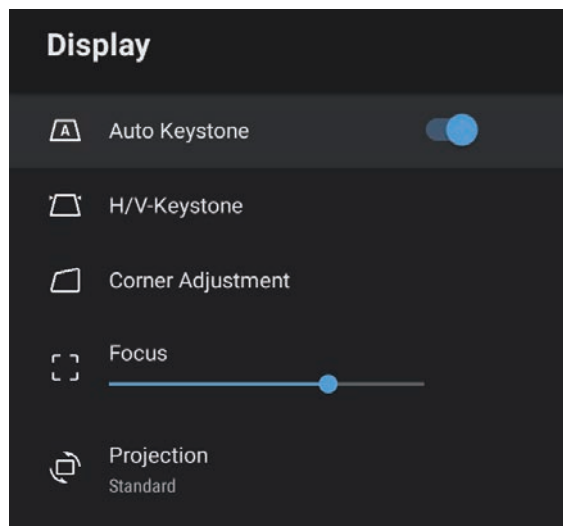 Display
A
Auto Keystone
H/V-Keystone
Corner Adjustment
Focus
Projection
Standard